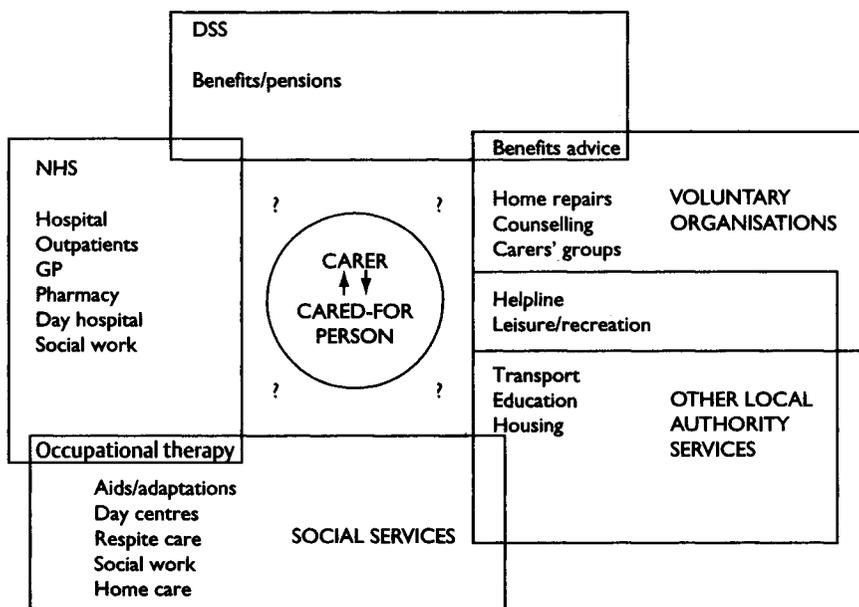 DSS
Benefits/pensions
NHS
Hospital
Outpatients
GP
Pharmacy
Day hospital
Social work
? ?
CARER
CARED-FOR
PERSON
? ?
Benefits advice
Home repairs
Counselling
Carers' groups
VOLUNTARY
ORGANISATIONS
Helpline
Leisure/recreation
Transport
Education
Housing
OTHER LOCAL
AUTHORITY
SERVICES
Occupational therapy
Aids/adaptations
Day centres
Respite care
Social work
Home care
SOCIAL SERVICES